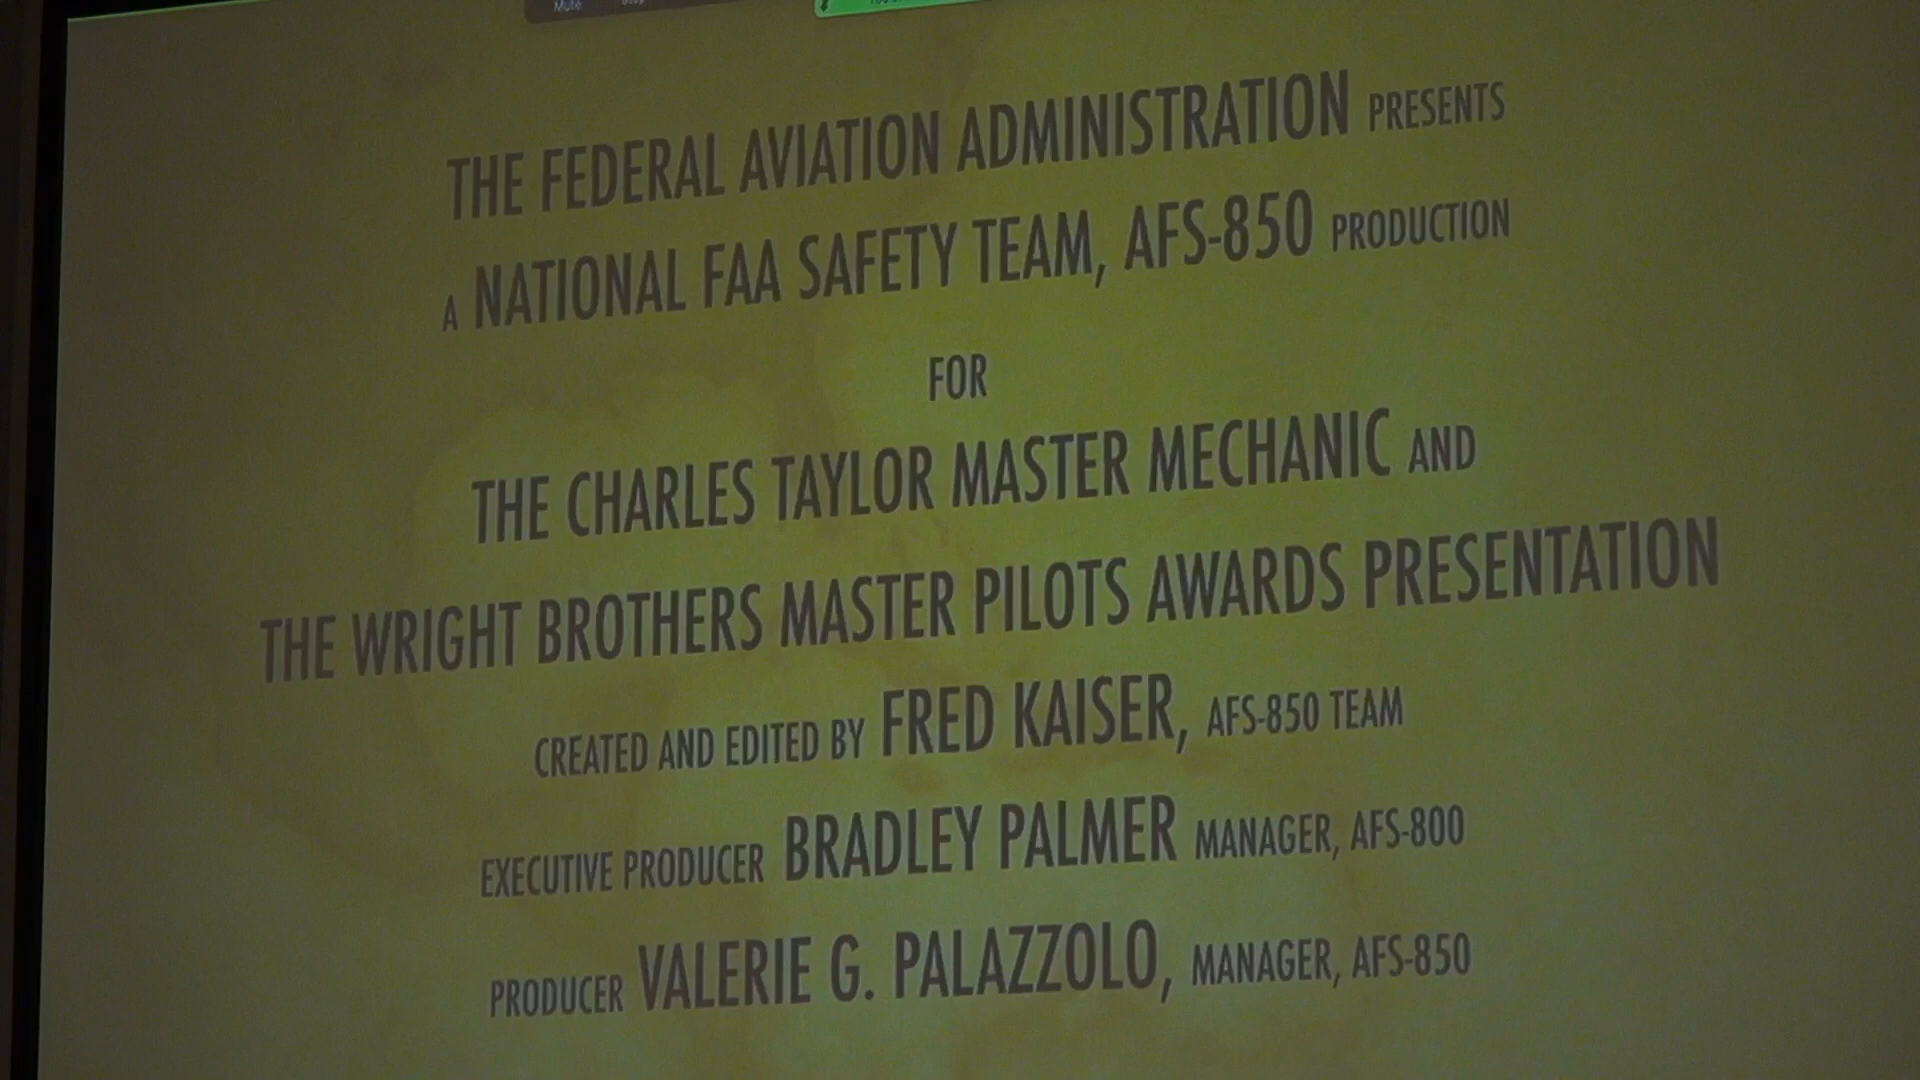 Mute
THE FEDERAL AVIATION ADMINISTRATION PRESENTS
A NATIONAL FAA SAFETY TEAM, AFS-850 PRODUCTION
FOR
THE CHARLES TAYLOR MASTER MECHANIC AND
THE WRIGHT BROTHERS MASTER PILOTS AWARDS PRESENTATION
CREATED AND EDITED BY FRED KAISER, AFS-850 TEAM
EXECUTIVE PRODUCER BRADLEY PALMER MANAGER, AFS-800
PRODUCER VALERIE G. PALAZZOLO, MANAGER, AFS-850